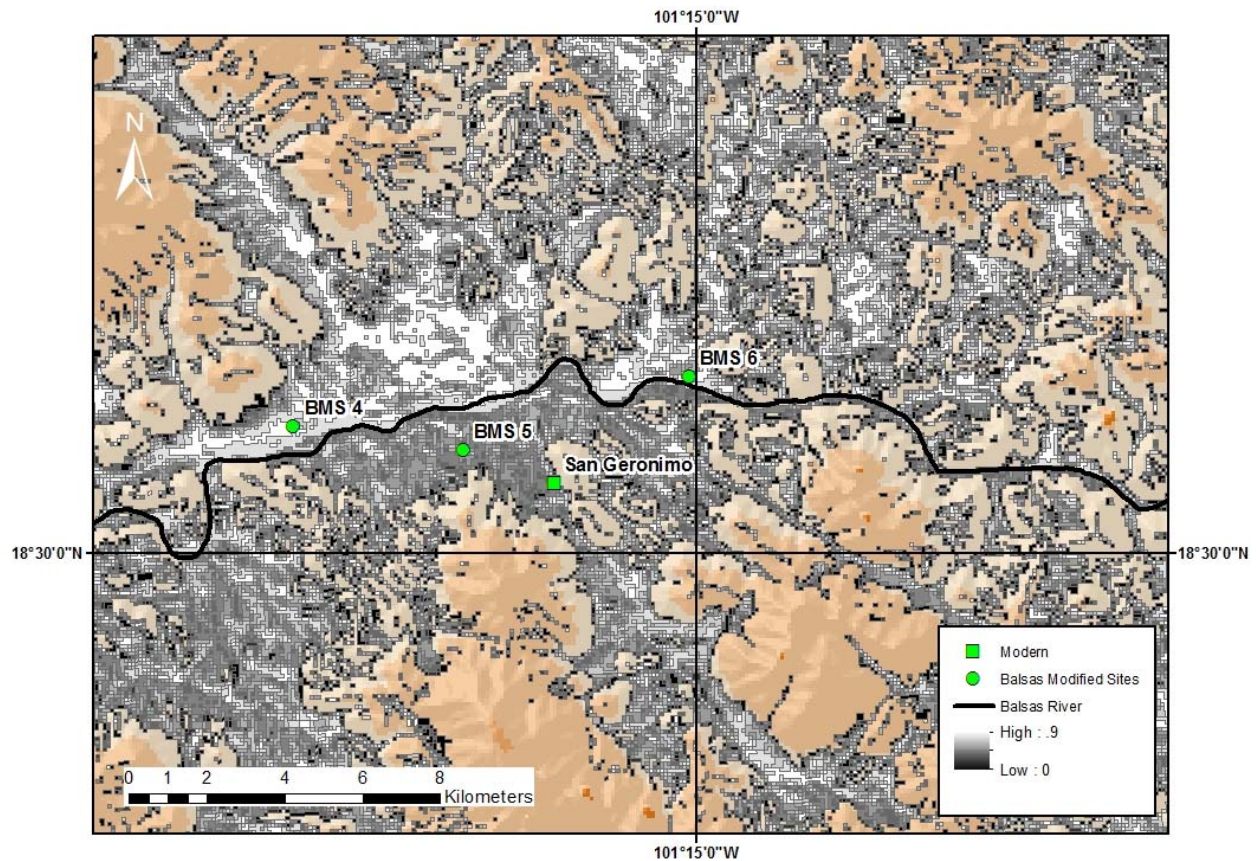 101°15'0"W
N
BMS 6
BMS 4
BMS 5
San Geronimo
18°30'0"N
18°30'0"N
Modern
Balsas Modified Sites
Balsas River
High : .9
Low : 0
0 1 2 4 6 8
Kilometers
101°15'0"W